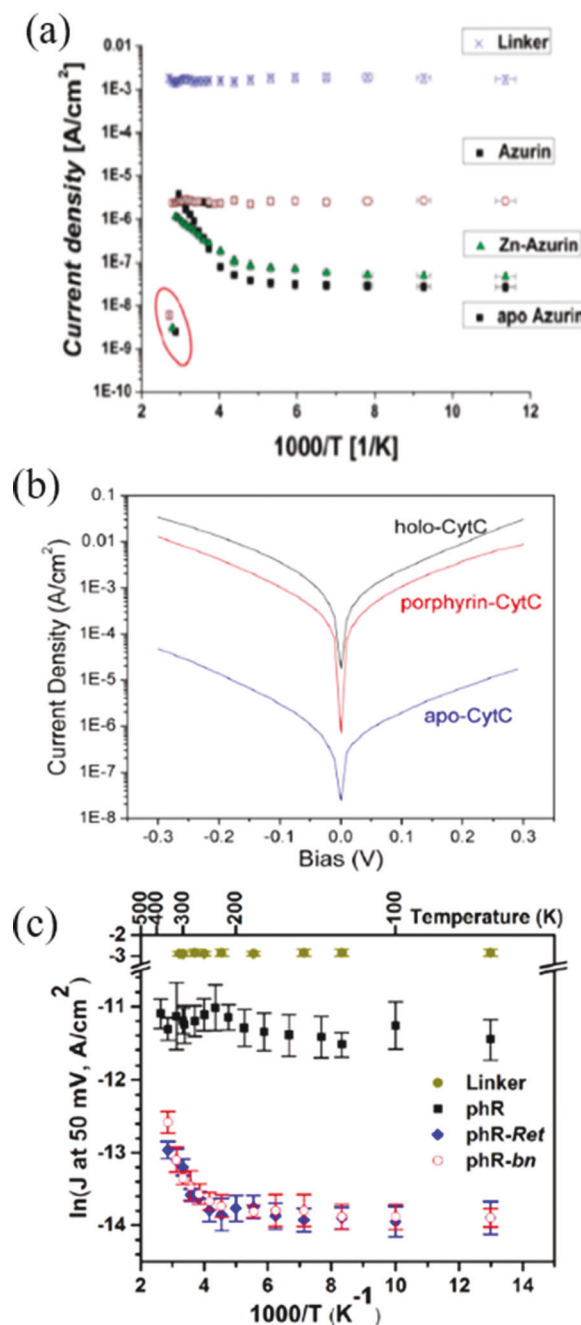 (a)
0.01
1E-3
1E-4
1E-5
1E-6
1E-7
1E-8
1E-9
1E-10
Current density [A/cm²]
Linker
Azurin
Zn-Azurin
apo Azurin
2 4 6 8 10 12
1000/T [1/K]
(b)
0.1
0.01
1E-3
1E-4
1E-5
1E-6
1E-7
1E-8
Current Density (A/cm²)
holo-CytC
porphyrin-CytC
apo-CytC
-0.3 -0.2 -0.1 0.0 0.1 0.2 0.3
Bias (V)
(c)
500 400 300 200 100 Temperature (K)
-2
-3
-11
-12
-13
-14
ln(J at 50 mV, A/cm²)
Linker
phR
phR-Ret
phR-bn
2 4 6 8 10 12 14
1000/T (K⁻¹)